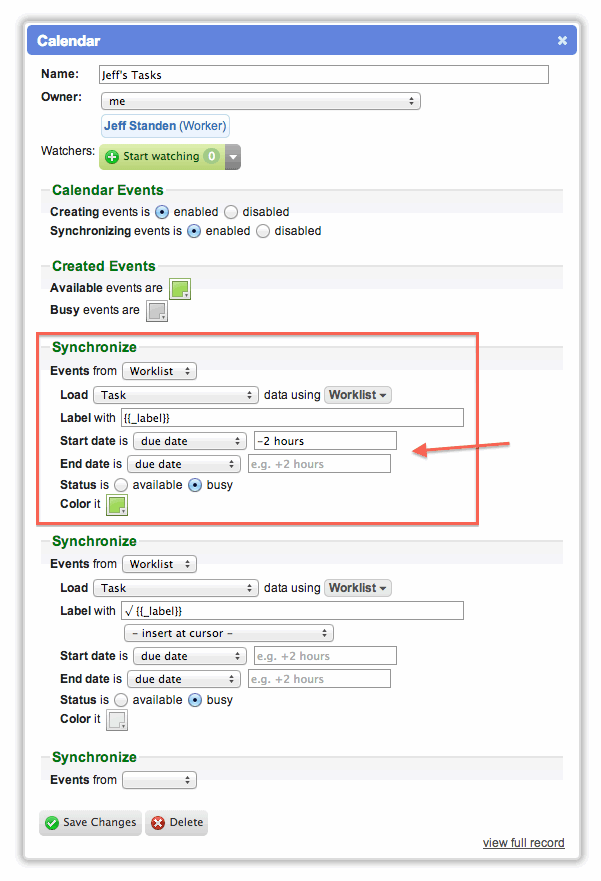 Calendar
Name: Jeff's Tasks
Owner: me
Jeff Standen (Worker)
Watchers: Start watching 0
Calendar Events
Creating events is enabled disabled
Synchronizing events is enabled disabled
Created Events
Available events are
Busy events are
Synchronize
Events from Worklist
Load Task data using Worklist
Label with {{_label}}
Start date is due date -2 hours
End date is due date e.g. +2 hours
Status is available busy
Color it
Synchronize
Events from Worklist
Load Task data using Worklist
Label with √ {{_label}}
- insert at cursor -
Start date is due date e.g. +2 hours
End date is due date e.g. +2 hours
Status is available busy
Color it
Synchronize
Events from
Save Changes Delete
view full record